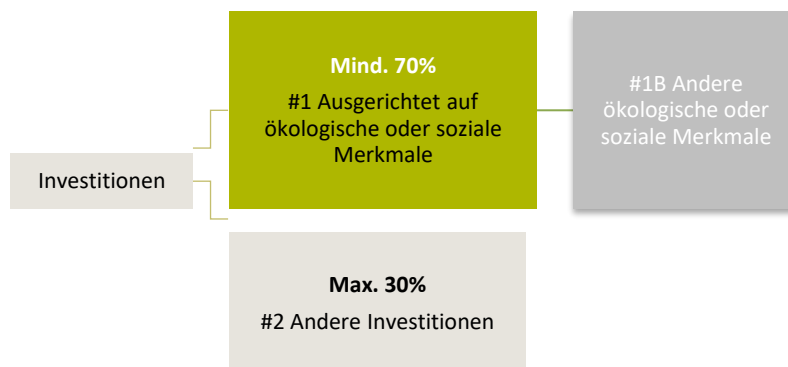 Investitionen
Mind. 70%
#1 Ausgerichtet auf
ökologische oder soziale
Merkmale
#1B Andere
ökologische oder
soziale Merkmale
Max. 30%
#2 Andere Investitionen